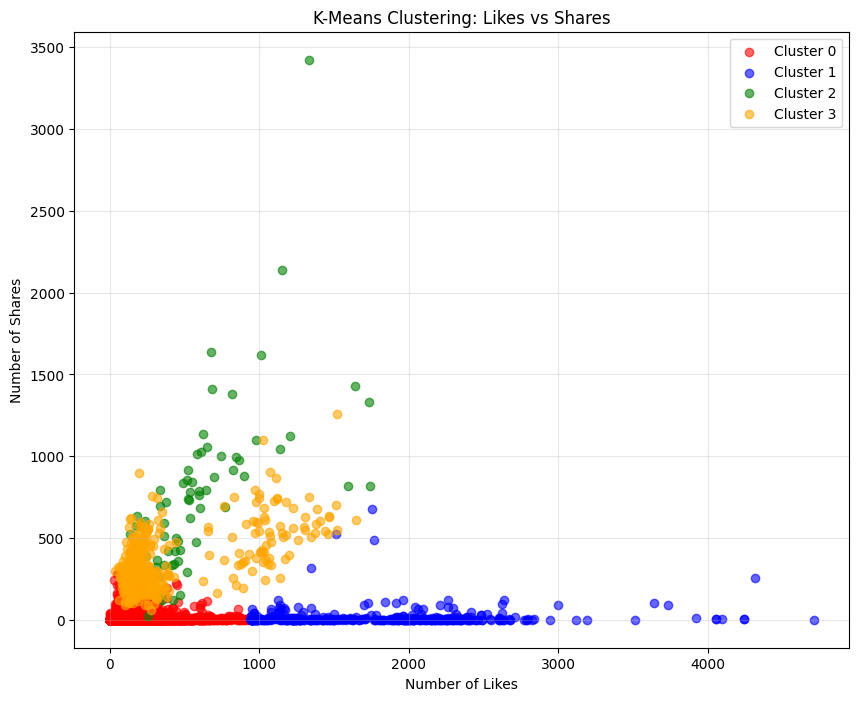 K-Means Clustering: Likes vs Shares
Cluster 0
Cluster 1
Cluster 2
Cluster 3
Number of Shares
3500
3000
2500
2000
1500
1000
500
0
0 1000 2000 3000 4000
Number of Likes